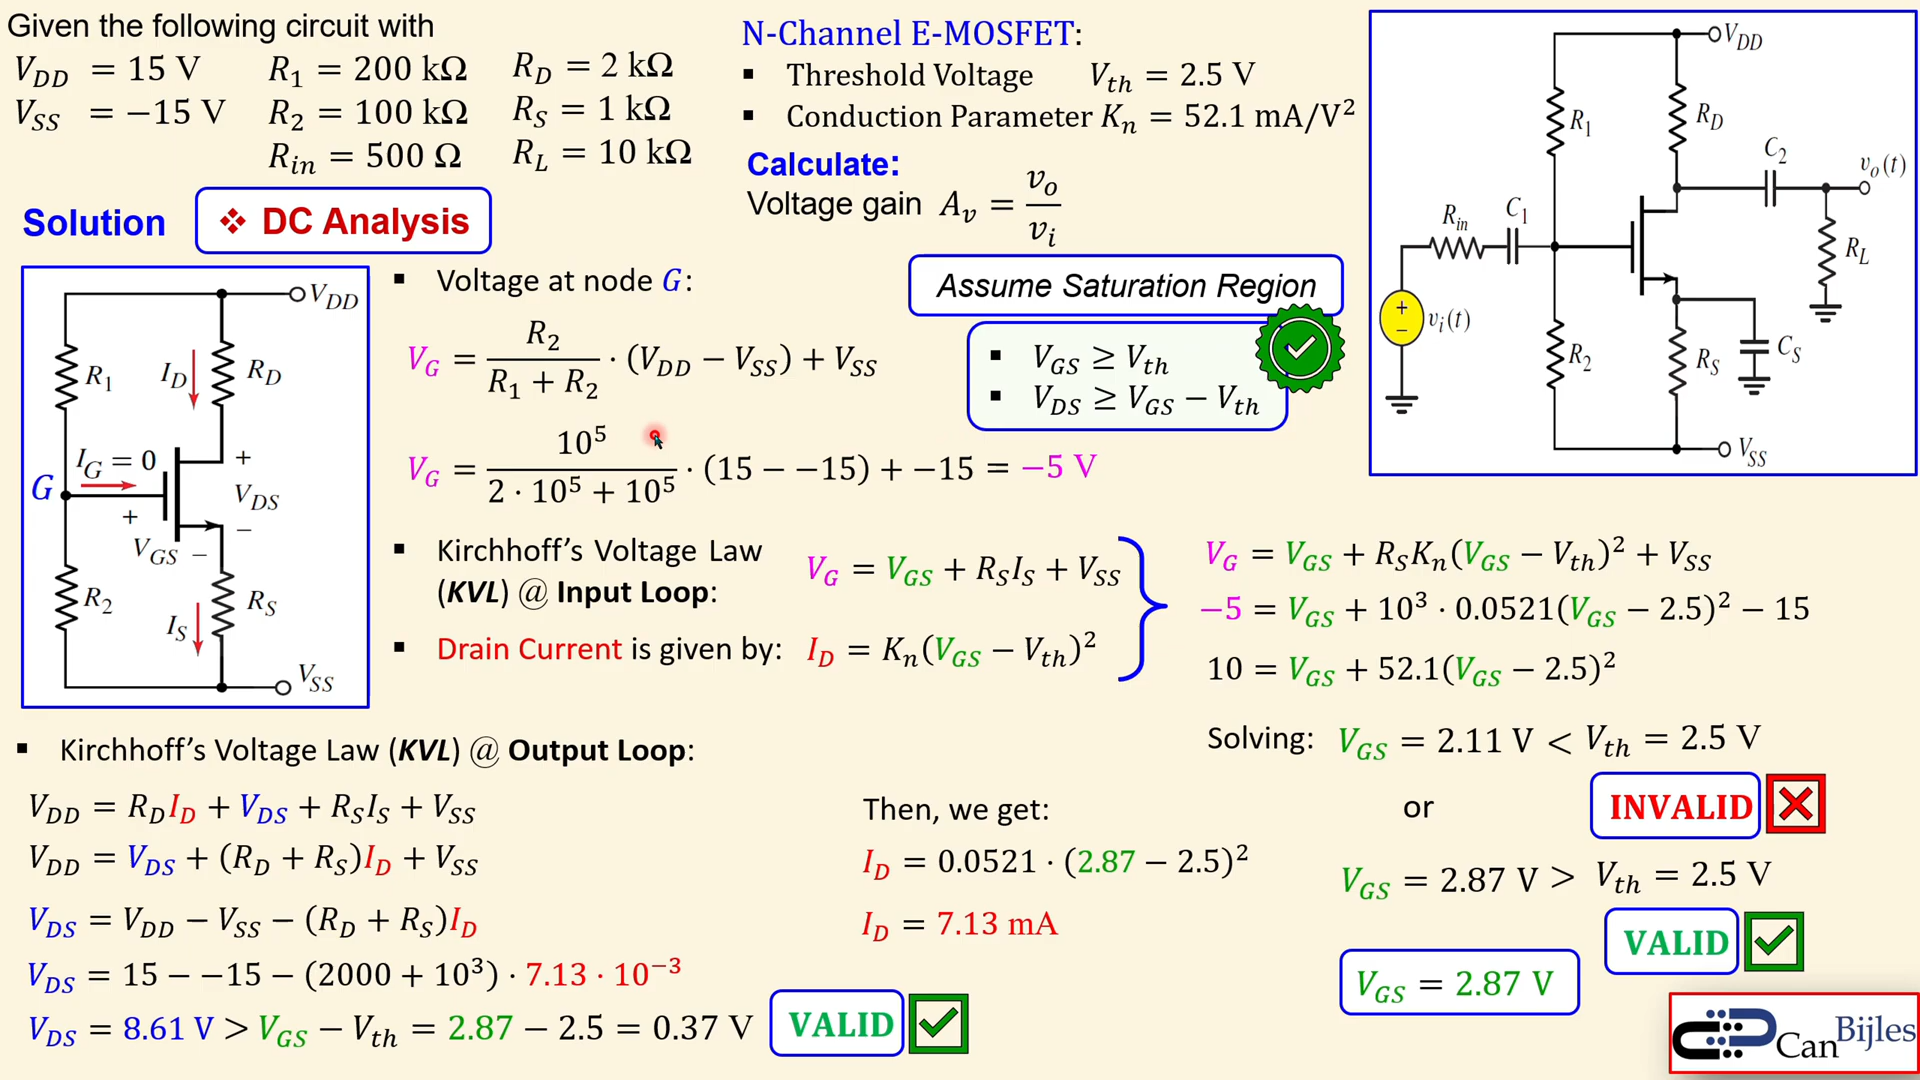 Given the following circuit with
V_DD = 15 V   R_1 = 200 kΩ   R_D = 2 kΩ
V_SS = −15 V   R_2 = 100 kΩ   R_S = 1 kΩ
R_in = 500 Ω   R_L = 10 kΩ
N-Channel E-MOSFET:
▪ Threshold Voltage V_th = 2.5 V
▪ Conduction Parameter K_n = 52.1 mA/V²
Calculate:
Voltage gain A_v = v_o / v_i
V_DD
R_1
R_D
C_2
v_o(t)
R_in
C_1
R_L
v_i(t)
+
−
R_2
R_S
C_S
V_SS
Solution
❖ DC Analysis
V_DD
R_1
I_D
R_D
I_G = 0
+
G
V_DS
+
−
V_GS −
R_2
R_S
I_S
V_SS
▪ Voltage at node G:
V_G = R_2 / (R_1 + R_2) · (V_DD − V_SS) + V_SS
V_G = 10⁵ / (2 · 10⁵ + 10⁵) · (15 − −15) + −15 = −5 V
Assume Saturation Region
▪ V_GS ≥ V_th
▪ V_DS ≥ V_GS − V_th
▪ Kirchhoff's Voltage Law
(KVL) @ Input Loop:
V_G = V_GS + R_S I_S + V_SS
▪ Drain Current is given by: I_D = K_n(V_GS − V_th)²
V_G = V_GS + R_S K_n(V_GS − V_th)² + V_SS
−5 = V_GS + 10³ · 0.0521(V_GS − 2.5)² − 15
10 = V_GS + 52.1(V_GS − 2.5)²
Solving: V_GS = 2.11 V < V_th = 2.5 V
or
INVALID
V_GS = 2.87 V > V_th = 2.5 V
VALID
V_GS = 2.87 V
Then, we get:
I_D = 0.0521 · (2.87 − 2.5)²
I_D = 7.13 mA
▪ Kirchhoff's Voltage Law (KVL) @ Output Loop:
V_DD = R_D I_D + V_DS + R_S I_S + V_SS
V_DD = V_DS + (R_D + R_S)I_D + V_SS
V_DS = V_DD − V_SS − (R_D + R_S)I_D
V_DS = 15 − −15 − (2000 + 10³) · 7.13 · 10⁻³
V_DS = 8.61 V > V_GS − V_th = 2.87 − 2.5 = 0.37 V
VALID
CanBijles